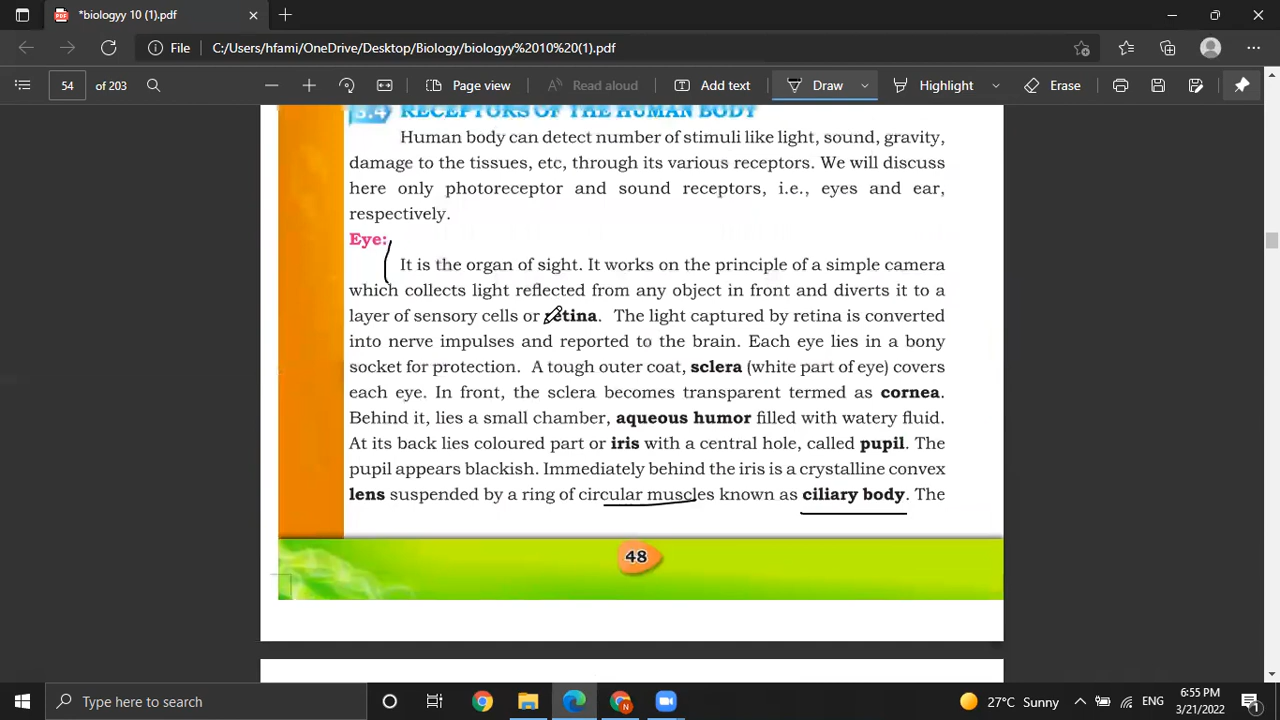 *biologyy 10 (1).pdf
File
C:/Users/hfami/OneDrive/Desktop/Biology/biologyy%2010%20(1).pdf
54 of 203
Page view
Read aloud
Add text
Draw
Highlight
Erase
3.4 RECEPTORS OF THE HUMAN BODY
Human body can detect number of stimuli like light, sound, gravity,
damage to the tissues, etc, through its various receptors. We will discuss
here only photoreceptor and sound receptors, i.e., eyes and ear,
respectively.
Eye:
It is the organ of sight. It works on the principle of a simple camera
which collects light reflected from any object in front and diverts it to a
layer of sensory cells or retina. The light captured by retina is converted
into nerve impulses and reported to the brain. Each eye lies in a bony
socket for protection. A tough outer coat, sclera (white part of eye) covers
each eye. In front, the sclera becomes transparent termed as cornea.
Behind it, lies a small chamber, aqueous humor filled with watery fluid.
At its back lies coloured part or iris with a central hole, called pupil. The
pupil appears blackish. Immediately behind the iris is a crystalline convex
lens suspended by a ring of circular muscles known as ciliary body. The
48
Type here to search
27°C Sunny
ENG
6:55 PM
3/21/2022